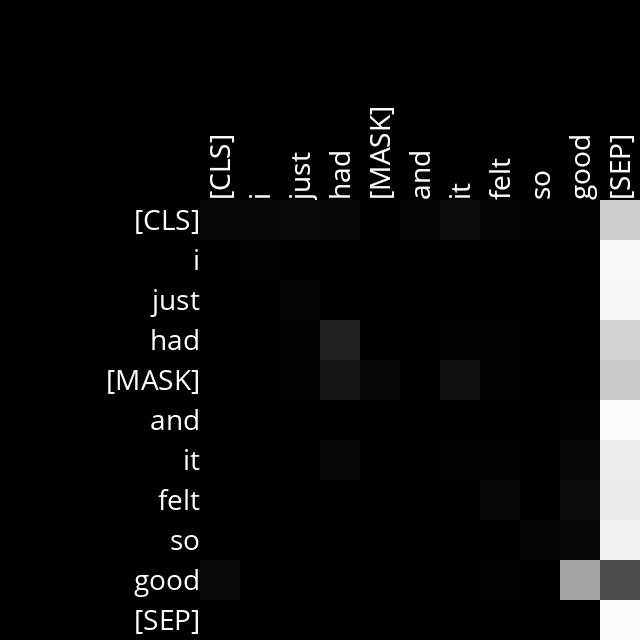 [CLS] i just had [MASK] and it felt so good [SEP]
[CLS]
i
just
had
[MASK]
and
it
felt
so
good
[SEP]